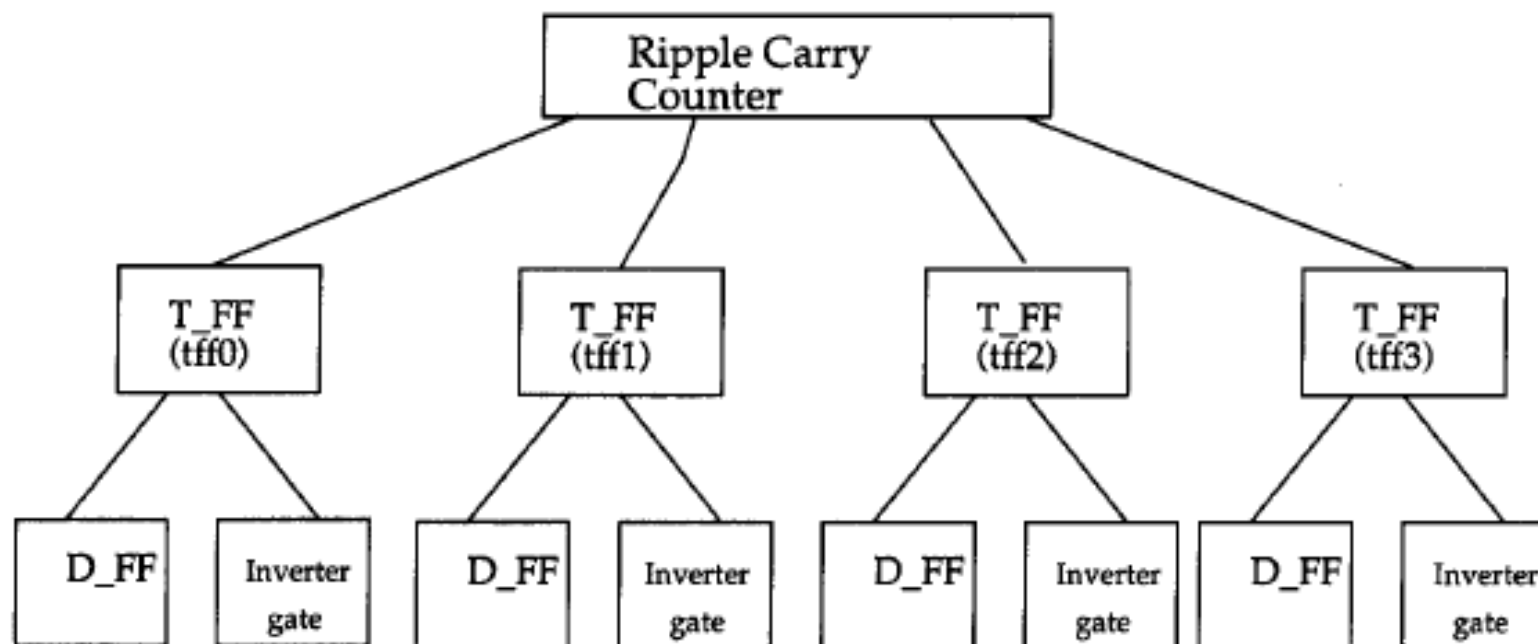 Ripple Carry
Counter
T_FF
(tff0)
T_FF
(tff1)
T_FF
(tff2)
T_FF
(tff3)
D_FF
Inverter
gate
D_FF
Inverter
gate
D_FF
Inverter
gate
D_FF
Inverter
gate